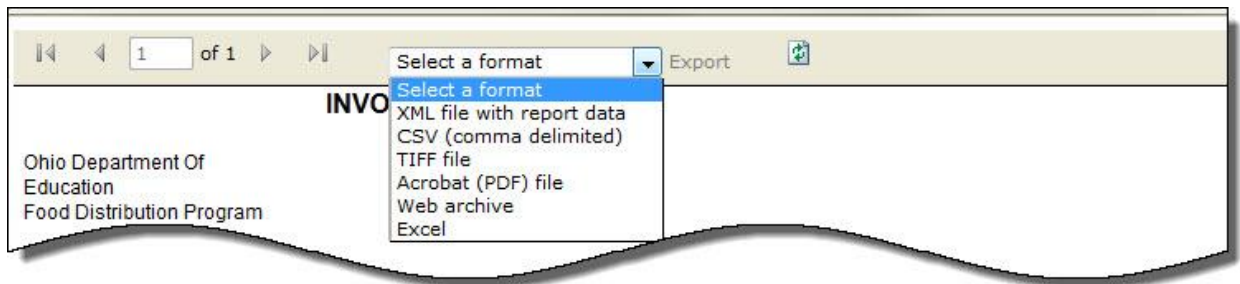 1 of 1 Select a format Export
INVO
Select a format
XML file with report data
CSV (comma delimited)
TIFF file
Acrobat (PDF) file
Web archive
Excel
Ohio Department Of
Education
Food Distribution Program